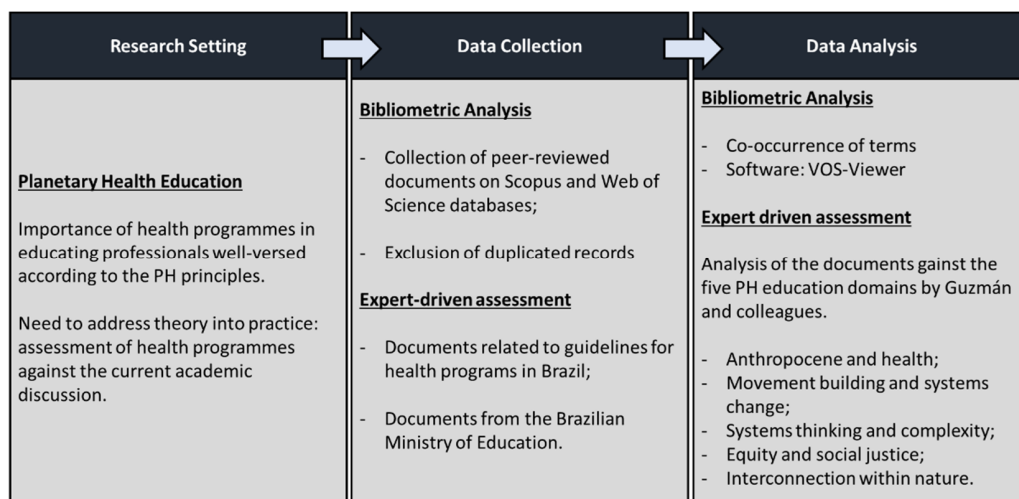 Research Setting
Planetary Health Education
Importance of health programmes in
educating professionals well-versed
according to the PH principles.
Need to address theory into practice:
assessment of health programmes
against the current academic
discussion.
Data Collection
Bibliometric Analysis
- Collection of peer-reviewed
documents on Scopus and Web of
Science databases;
- Exclusion of duplicated records
Expert-driven assessment
- Documents related to guidelines for
health programs in Brazil;
- Documents from the Brazilian
Ministry of Education.
Data Analysis
Bibliometric Analysis
- Co-occurrence of terms
- Software: VOS-Viewer
Expert driven assessment
Analysis of the documents gainst the
five PH education domains by Guzmán
and colleagues.
- Anthropocene and health;
- Movement building and systems
change;
- Systems thinking and complexity;
- Equity and social justice;
- Interconnection within nature.